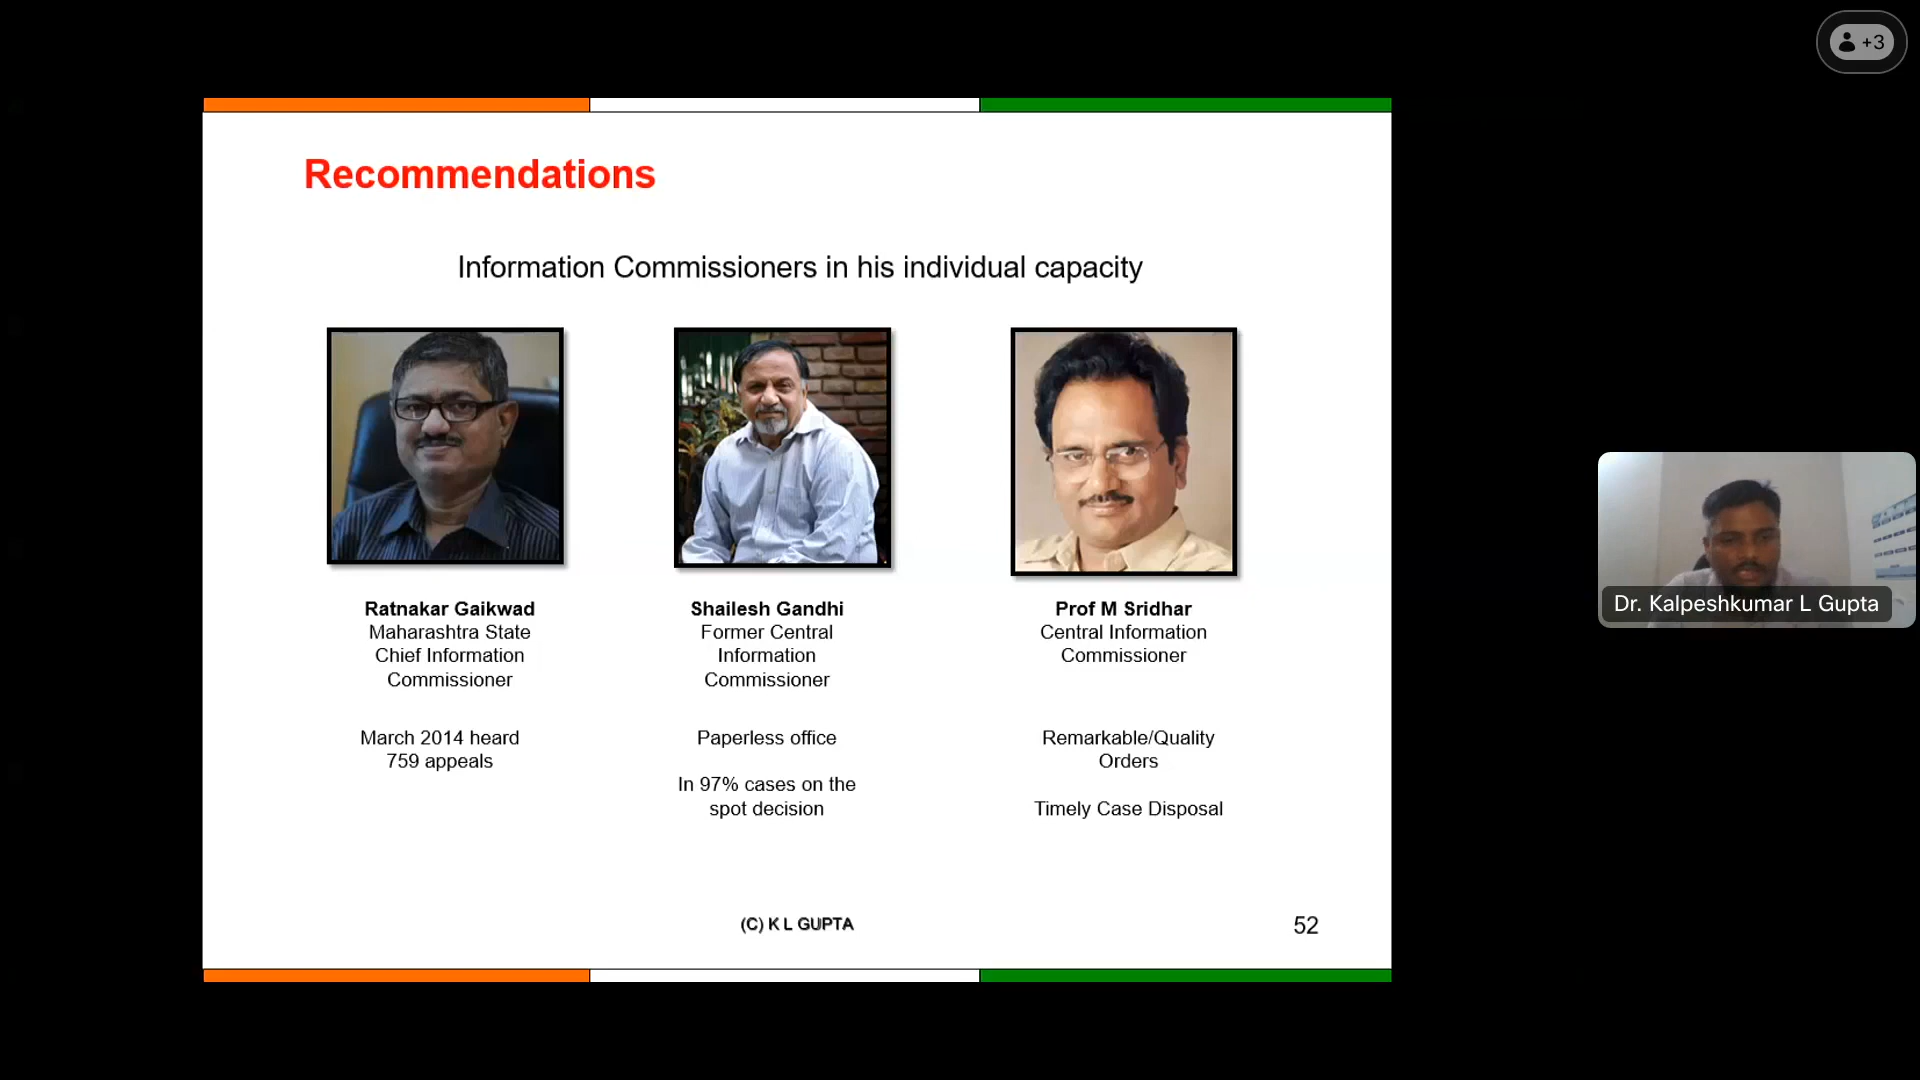 +3
Recommendations
Information Commissioners in his individual capacity
Ratnakar Gaikwad
Maharashtra State
Chief Information
Commissioner
March 2014 heard
759 appeals
Shailesh Gandhi
Former Central
Information
Commissioner
Paperless office
In 97% cases on the
spot decision
Prof M Sridhar
Central Information
Commissioner
Remarkable/Quality
Orders
Timely Case Disposal
(C) K L GUPTA
52
Dr. Kalpeshkumar L Gupta